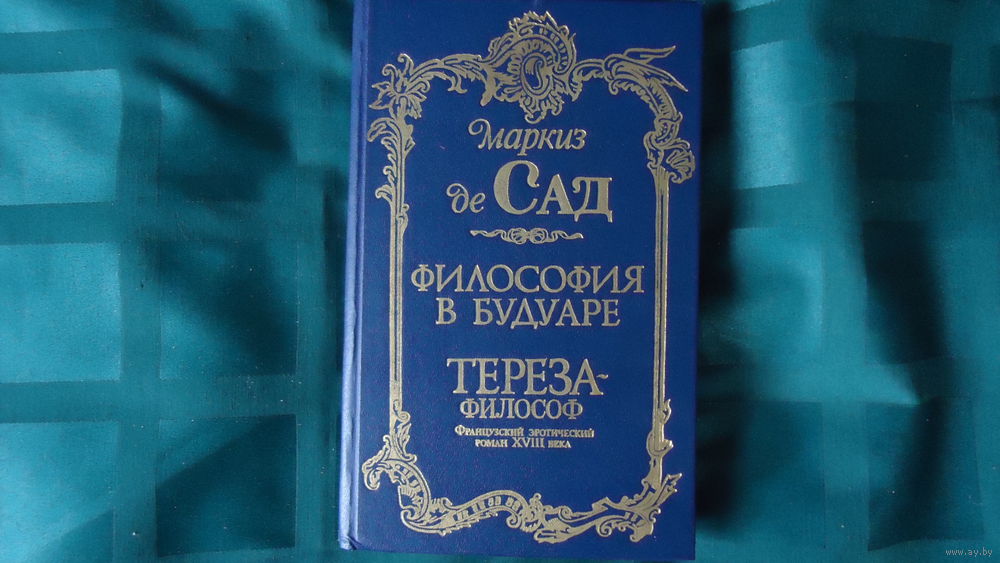 Маркиз
де САД
ФИЛОСОФИЯ
В БУДУАРЕ
ТЕРЕЗА-
ФИЛОСОФ
ФРАНЦУЗСКИЙ ЭРОТИЧЕСКИЙ
РОМАН XVIII ВЕКА
www.ay.by